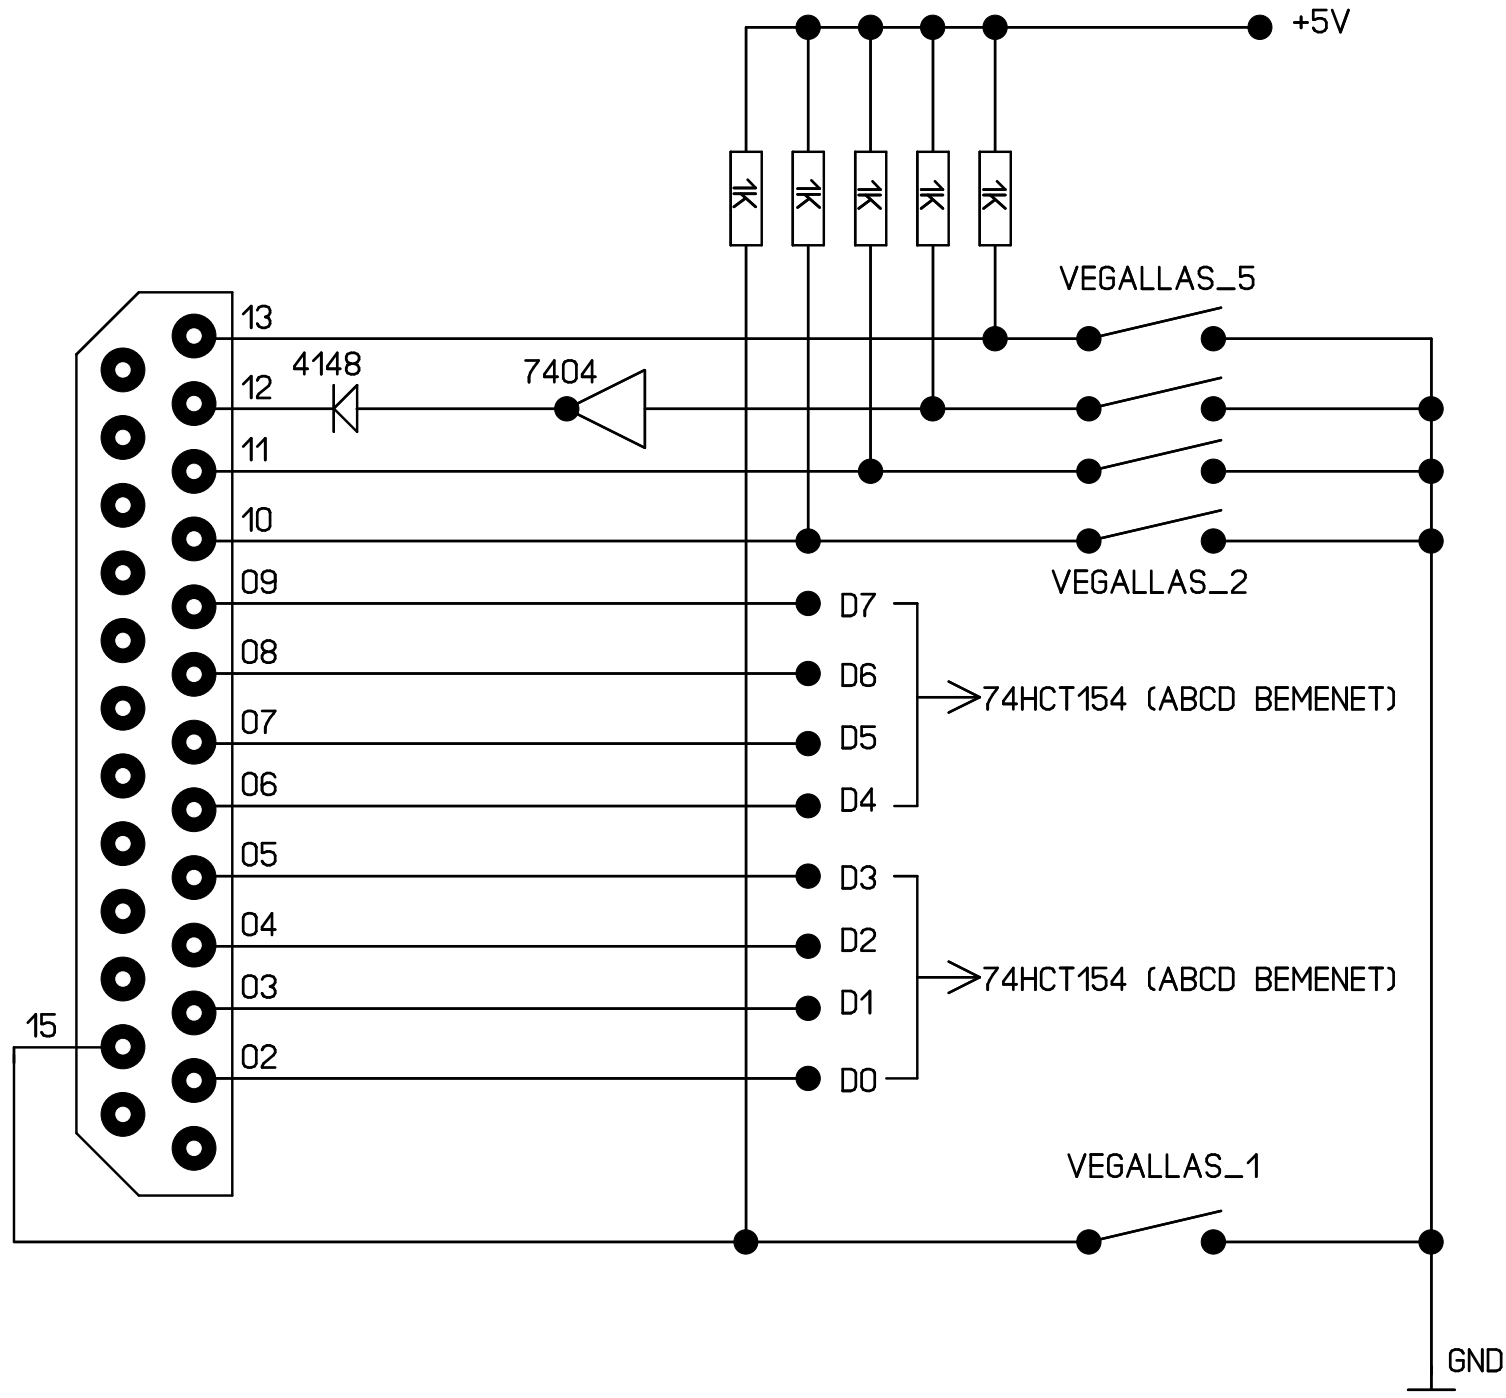 +5V
1K 1K 1K 1K 1K
VEGALLAS_5
13
4148
7404
12
11
10
VEGALLAS_2
09
D7
08
D6
74HCT154 (ABCD BEMENET)
07
D5
06
D4
05
D3
04
D2
74HCT154 (ABCD BEMENET)
03
D1
15
02
D0
VEGALLAS_1
GND